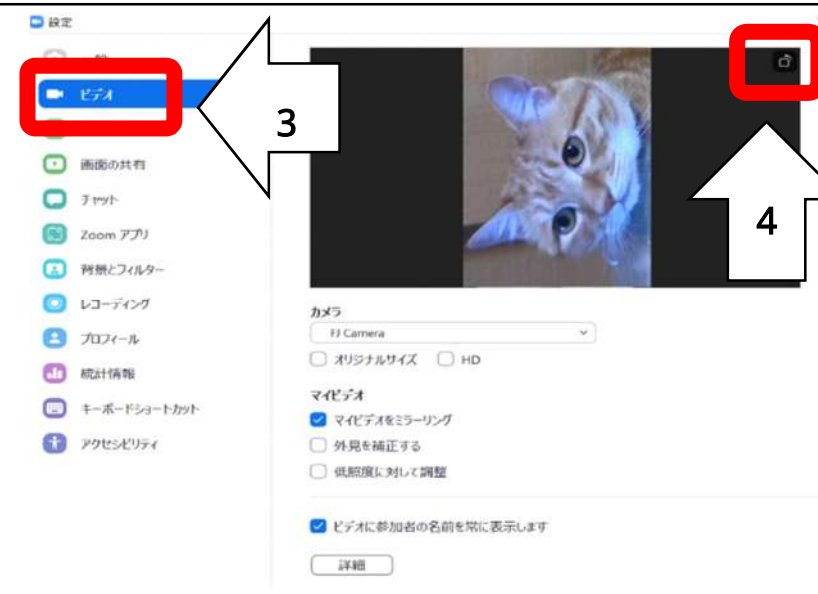 設定
ビデオ
画面の共有
チャット
Zoom アプリ
背景とフィルター
レコーディング
プロフィール
統計情報
キーボードショートカット
アクセシビリティ
3
4
カメラ
FJ Camera
オリジナルサイズ HD
マイビデオ
マイビデオをミラーリング
外見を補正する
低照度に対して調整
ビデオに参加者の名前を常に表示します
詳細